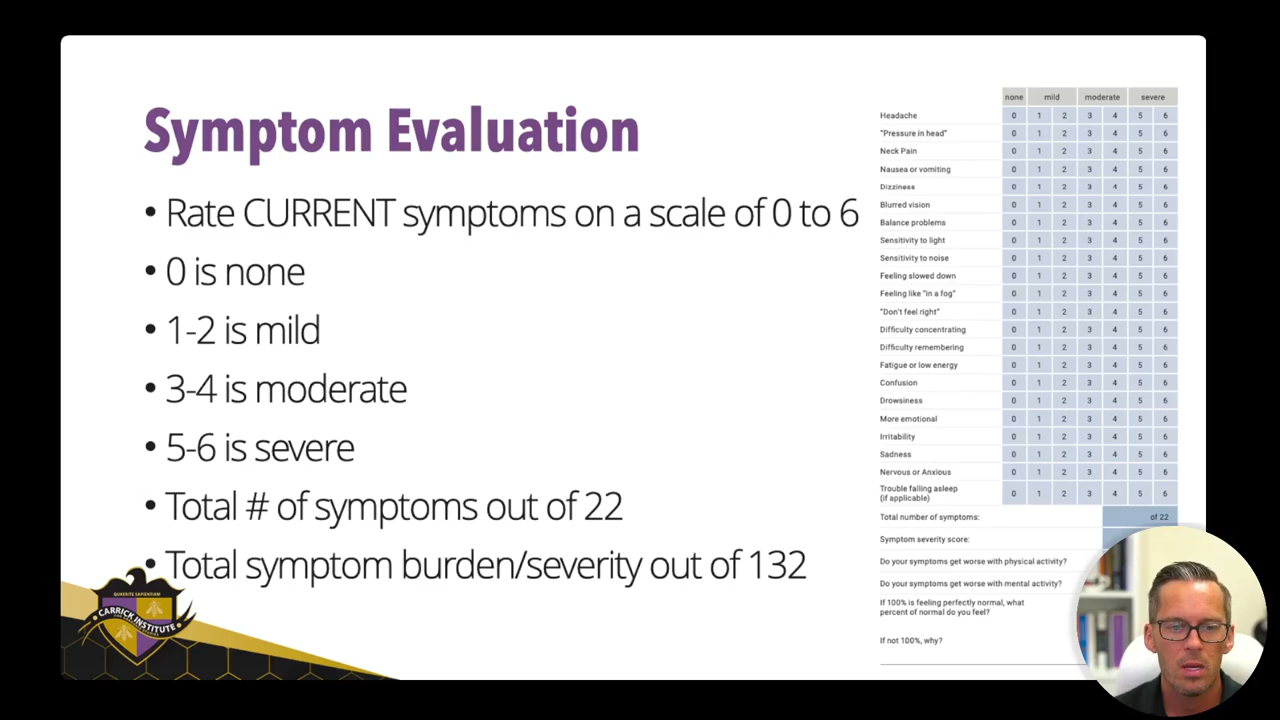 Symptom Evaluation
• Rate CURRENT symptoms on a scale of 0 to 6
• 0 is none
• 1-2 is mild
• 3-4 is moderate
• 5-6 is severe
• Total # of symptoms out of 22
• Total symptom burden/severity out of 132
none mild moderate severe
Headache 0 1 2 3 4 5 6
"Pressure in head" 0 1 2 3 4 5 6
Neck Pain 0 1 2 3 4 5 6
Nausea or vomiting 0 1 2 3 4 5 6
Dizziness 0 1 2 3 4 5 6
Blurred vision 0 1 2 3 4 5 6
Balance problems 0 1 2 3 4 5 6
Sensitivity to light 0 1 2 3 4 5 6
Sensitivity to noise 0 1 2 3 4 5 6
Feeling slowed down 0 1 2 3 4 5 6
Feeling like "in a fog" 0 1 2 3 4 5 6
"Don't feel right" 0 1 2 3 4 5 6
Difficulty concentrating 0 1 2 3 4 5 6
Difficulty remembering 0 1 2 3 4 5 6
Fatigue or low energy 0 1 2 3 4 5 6
Confusion 0 1 2 3 4 5 6
Drowsiness 0 1 2 3 4 5 6
More emotional 0 1 2 3 4 5 6
Irritability 0 1 2 3 4 5 6
Sadness 0 1 2 3 4 5 6
Nervous or Anxious 0 1 2 3 4 5 6
Trouble falling asleep
(if applicable) 0 1 2 3 4 5 6
Total number of symptoms: of 22
Symptom severity score:
Do your symptoms get worse with physical activity?
Do your symptoms get worse with mental activity?
If 100% is feeling perfectly normal, what
percent of normal do you feel?
If not 100%, why?
QUAERITE SAPIENTIAM
CARRICK INSTITUTE